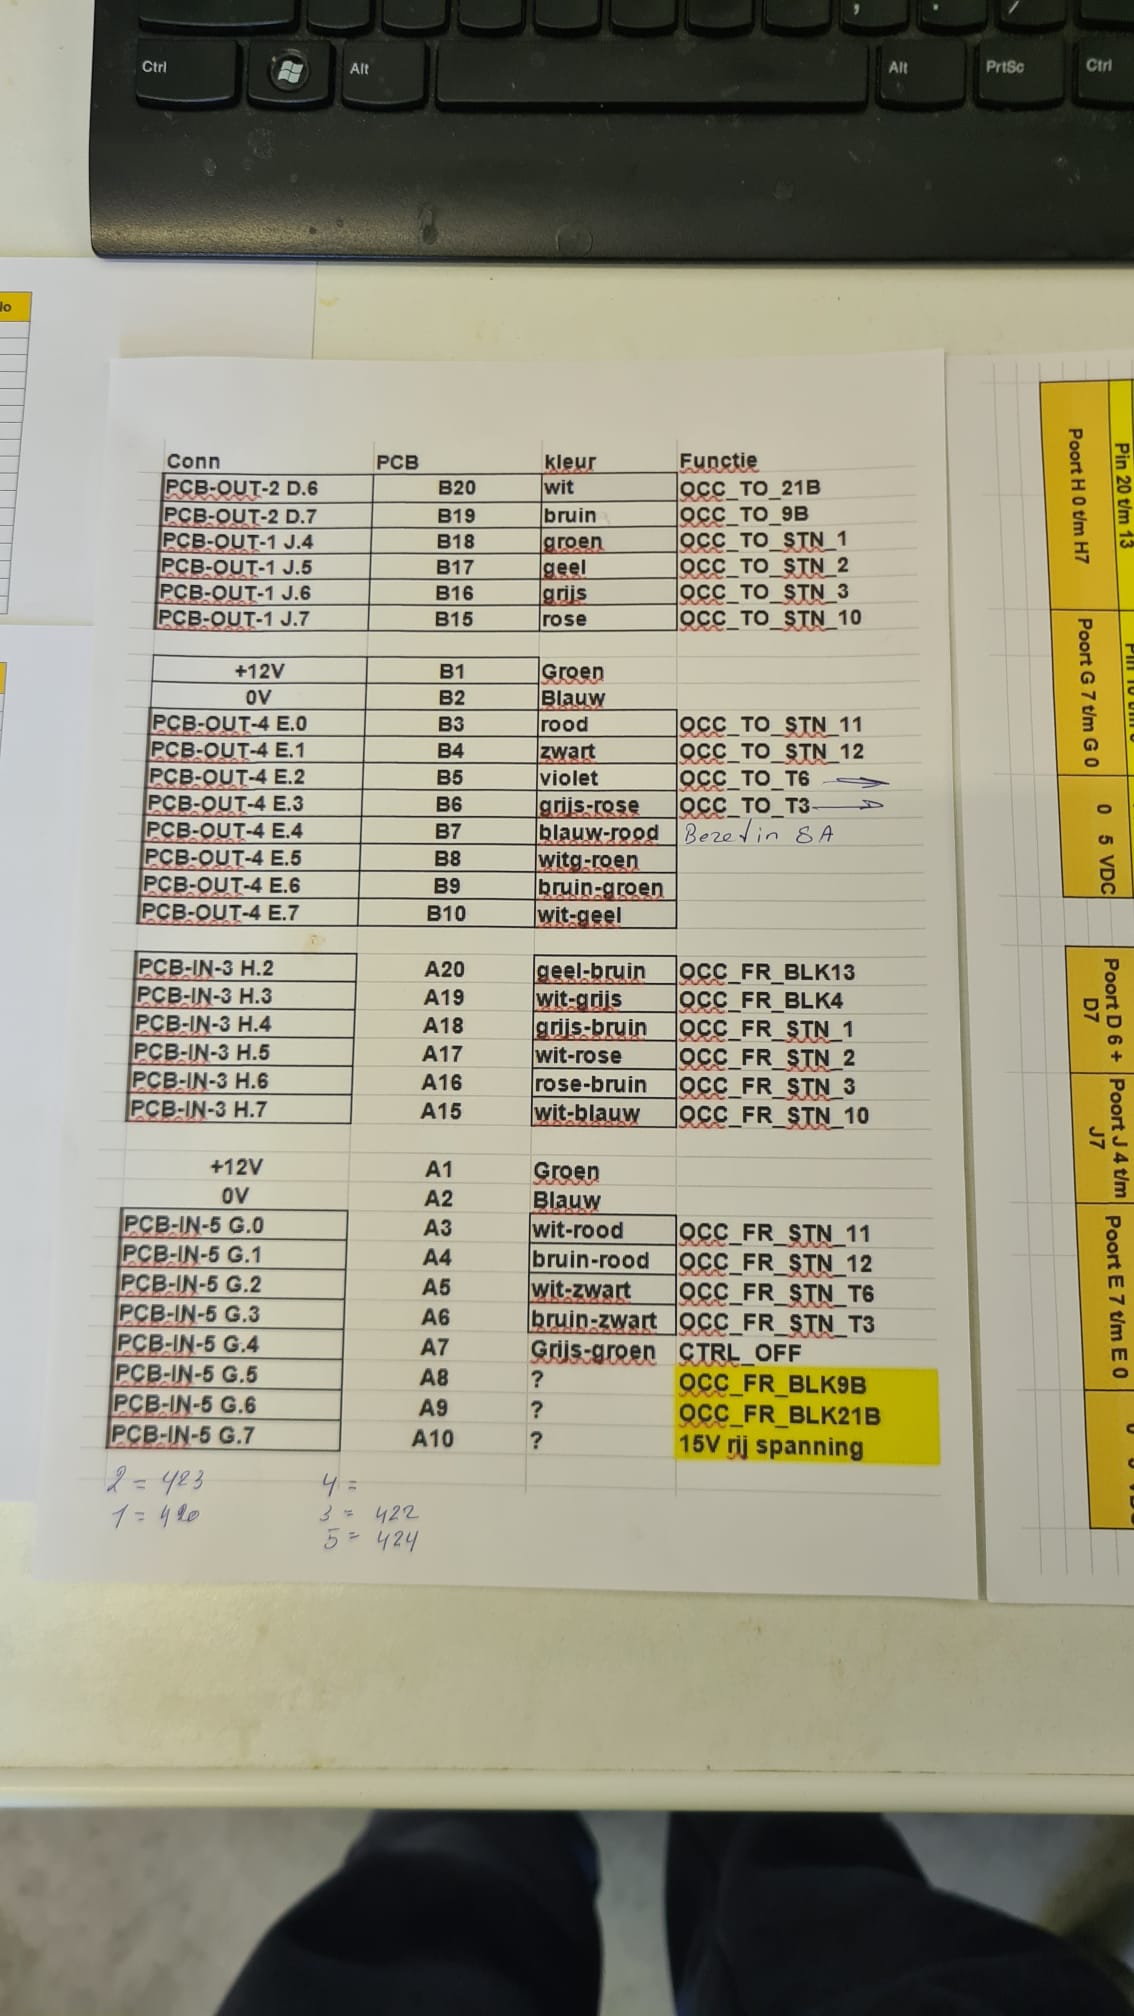 Ctrl Alt Alt PrtSc Ctrl
Conn PCB kleur Functie
PCB-OUT-2 D.6 B20 wit OCC_TO_21B
PCB-OUT-2 D.7 B19 bruin OCC_TO_9B
PCB-OUT-1 J.4 B18 groen OCC_TO_STN_1
PCB-OUT-1 J.5 B17 geel OCC_TO_STN_2
PCB-OUT-1 J.6 B16 grijs OCC_TO_STN_3
PCB-OUT-1 J.7 B15 rose OCC_TO_STN_10
+12V B1 Groen
0V B2 Blauw
PCB-OUT-4 E.0 B3 rood OCC_TO_STN_11
PCB-OUT-4 E.1 B4 zwart OCC_TO_STN_12
PCB-OUT-4 E.2 B5 violet OCC_TO_T6
PCB-OUT-4 E.3 B6 grijs-rose OCC_TO_T3
PCB-OUT-4 E.4 B7 blauw-rood Bezet in 8A
PCB-OUT-4 E.5 B8 witg-roen
PCB-OUT-4 E.6 B9 bruin-groen
PCB-OUT-4 E.7 B10 wit-geel
PCB-IN-3 H.2 A20 geel-bruin OCC_FR_BLK13
PCB-IN-3 H.3 A19 wit-grijs OCC_FR_BLK4
PCB-IN-3 H.4 A18 grijs-bruin OCC_FR_STN_1
PCB-IN-3 H.5 A17 wit-rose OCC_FR_STN_2
PCB-IN-3 H.6 A16 rose-bruin OCC_FR_STN_3
PCB-IN-3 H.7 A15 wit-blauw OCC_FR_STN_10
+12V A1 Groen
0V A2 Blauw
PCB-IN-5 G.0 A3 wit-rood OCC_FR_STN_11
PCB-IN-5 G.1 A4 bruin-rood OCC_FR_STN_12
PCB-IN-5 G.2 A5 wit-zwart OCC_FR_STN_T6
PCB-IN-5 G.3 A6 bruin-zwart OCC_FR_STN_T3
PCB-IN-5 G.4 A7 Grijs-groen CTRL_OFF
PCB-IN-5 G.5 A8 ? OCC_FR_BLK9B
PCB-IN-5 G.6 A9 ? OCC_FR_BLK21B
PCB-IN-5 G.7 A10 ? 15V rij spanning
2 = 423 4 =
1 = 420 3 = 422
5 = 424
Pin 20 t/m 13
Poort H 0 t/m H7
Poort G 7 t/m G 0
0 5 VDC
Poort D 6 +
D7
Poort J 4 t/m
J7
Poort E 7 t/m E 0